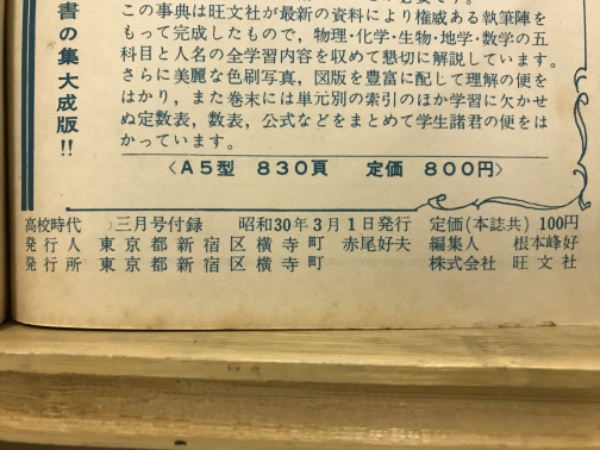 書の集大成版!!
この事典は旺文社が最新の資料により権威ある執筆陣を
もって完成したもので，物理·化学·生物·地学·数学の五
科目と人名の全学習内容を収めて懇切に解説しています。
さらに美麗な色刷写真，図版を豊富に配して理解の便を
はかり，また巻末には単元別の索引のほか学習に欠かせ
ぬ定数表，数表，公式などをまとめて学生諸君の便をは
かっています。
〈A5型 830頁 定価 800円〉
高校時代 三月号付録 昭和30年3月1日発行 定価(本誌共) 100円
発行人 東京都新宿区横寺町 赤尾好夫 編集人 根本峰好
発行所 東京都新宿区横寺町 株式会社 旺文社